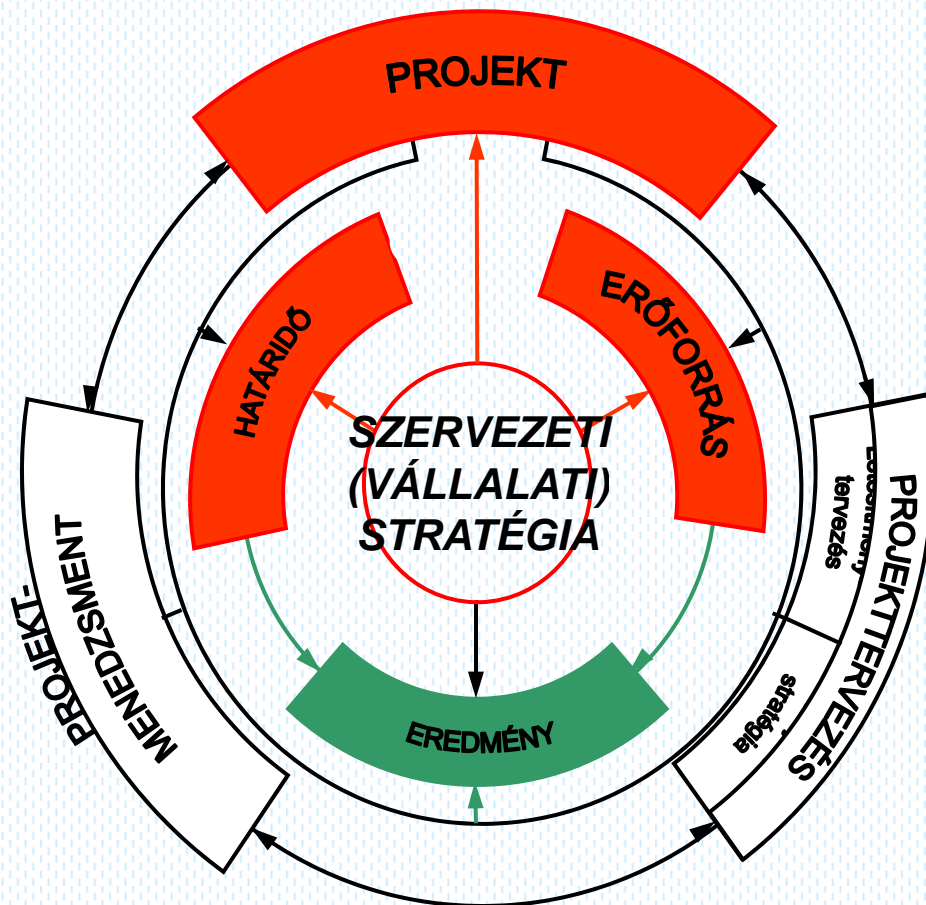 PROJEKT
HATÁRIDŐ
ERŐFORRÁS
SZERVEZETI
(VÁLLALATI)
STRATÉGIA
EREDMÉNY
PROJEKT-
MENEDZSMENT
tervezés
stratégia
PROJEKTTERVEZÉS